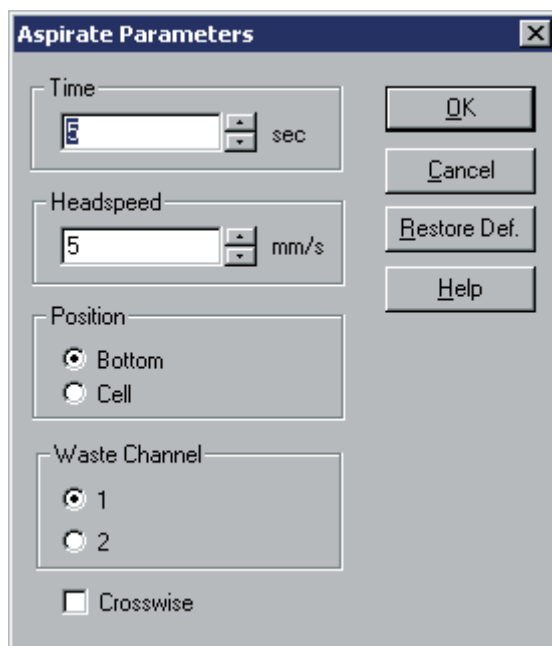 Aspirate Parameters
Time
5 sec
OK
Cancel
Headspeed
5 mm/s
Restore Def.
Help
Position
Bottom
Cell
Waste Channel
1
2
Crosswise